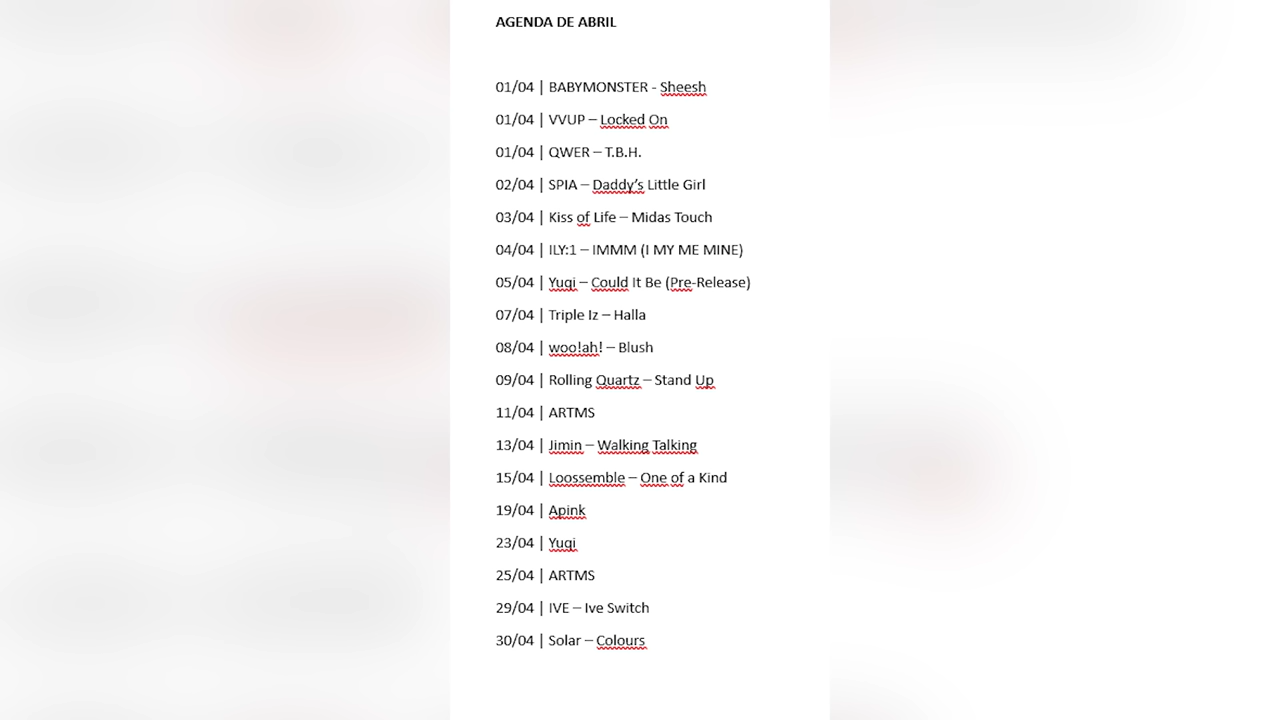 AGENDA DE ABRIL
01/04 | BABYMONSTER - Sheesh
01/04 | VVUP – Locked On
01/04 | QWER – T.B.H.
02/04 | SPIA – Daddy's Little Girl
03/04 | Kiss of Life – Midas Touch
04/04 | ILY:1 – IMMM (I MY ME MINE)
05/04 | Yuqi – Could It Be (Pre-Release)
07/04 | Triple Iz – Halla
08/04 | woo!ah! – Blush
09/04 | Rolling Quartz – Stand Up
11/04 | ARTMS
13/04 | Jimin – Walking Talking
15/04 | Loossemble – One of a Kind
19/04 | Apink
23/04 | Yuqi
25/04 | ARTMS
29/04 | IVE – Ive Switch
30/04 | Solar – Colours